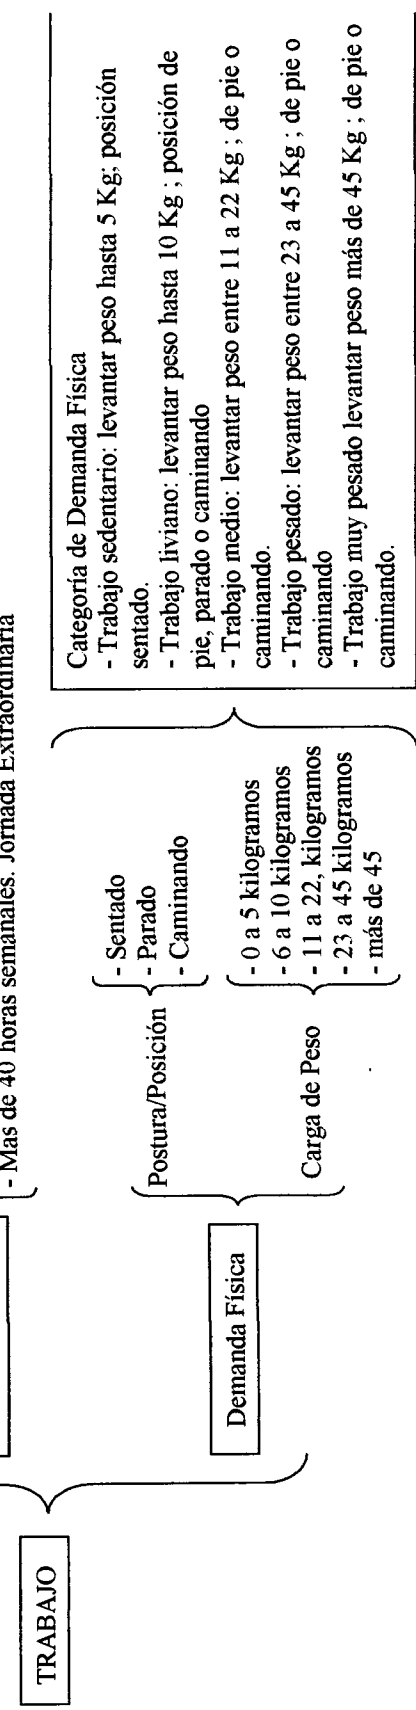 - Mas de 40 horas semanales. Jornada Extraordinaria
TRABAJO
Demanda Física
Postura/Posición
- Sentado
- Parado
- Caminando
Carga de Peso
- 0 a 5 kilogramos
- 6 a 10 kilogramos
- 11 a 22, kilogramos
- 23 a 45 kilogramos
- más de 45
Categoría de Demanda Física
- Trabajo sedentario: levantar peso hasta 5 Kg; posición
sentado.
- Trabajo liviano: levantar peso hasta 10 Kg ; posición de
pie, parado o caminando
- Trabajo medio: levantar peso entre 11 a 22 Kg ; de pie o
caminando.
- Trabajo pesado: levantar peso entre 23 a 45 Kg ; de pie o
caminando
- Trabajo muy pesado levantar peso más de 45 Kg ; de pie o
caminando.